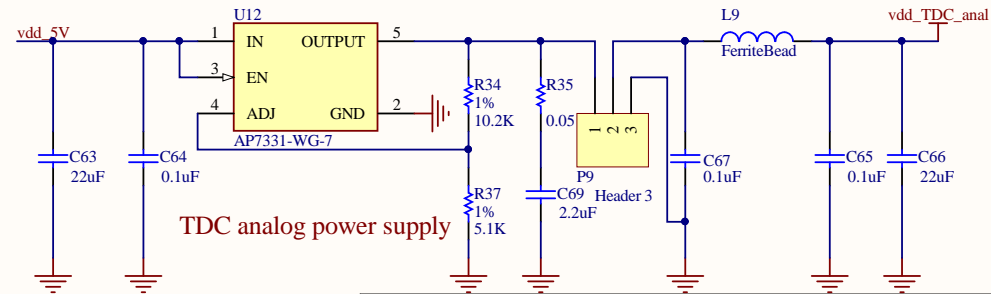 U12
L9
vdd_TDC_anal
vdd_5V
1
IN
OUTPUT
5
FerriteBead
3
EN
R34
1%
10.2K
R35
0.05
4
ADJ
GND
2
AP7331-WG-7
1
2
3
C63
22uF
C64
0.1uF
P9
Header 3
C67
0.1uF
C65
0.1uF
C66
22uF
R37
1%
5.1K
C69
2.2uF
TDC analog power supply